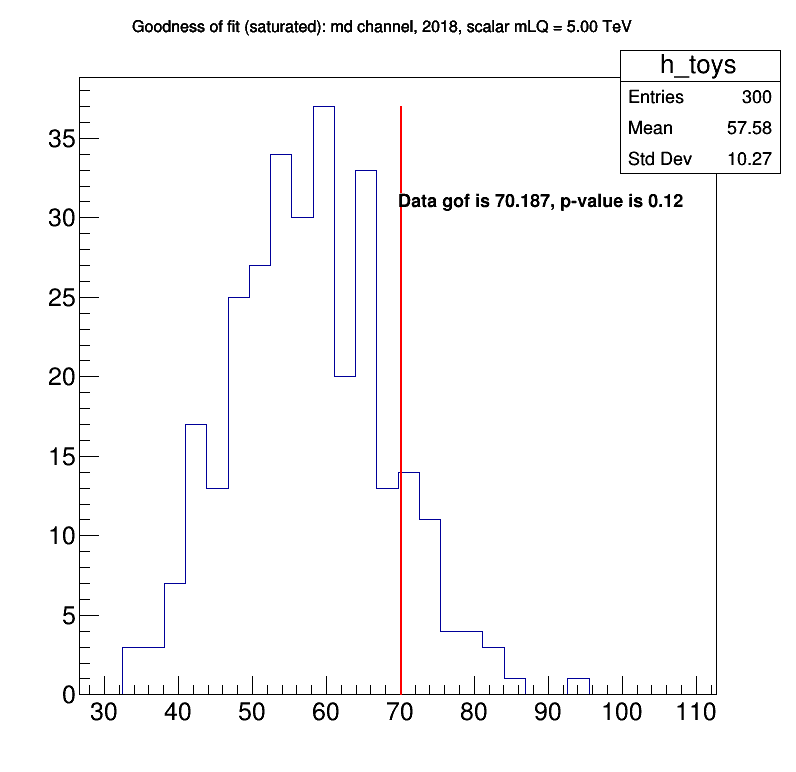 Goodness of fit (saturated): md channel, 2018, scalar mLQ = 5.00 TeV
h_toys
Entries 300
Mean 57.58
Std Dev 10.27
Data gof is 70.187, p-value is 0.12
35
30
25
20
15
10
5
0
30 40 50 60 70 80 90 100 110